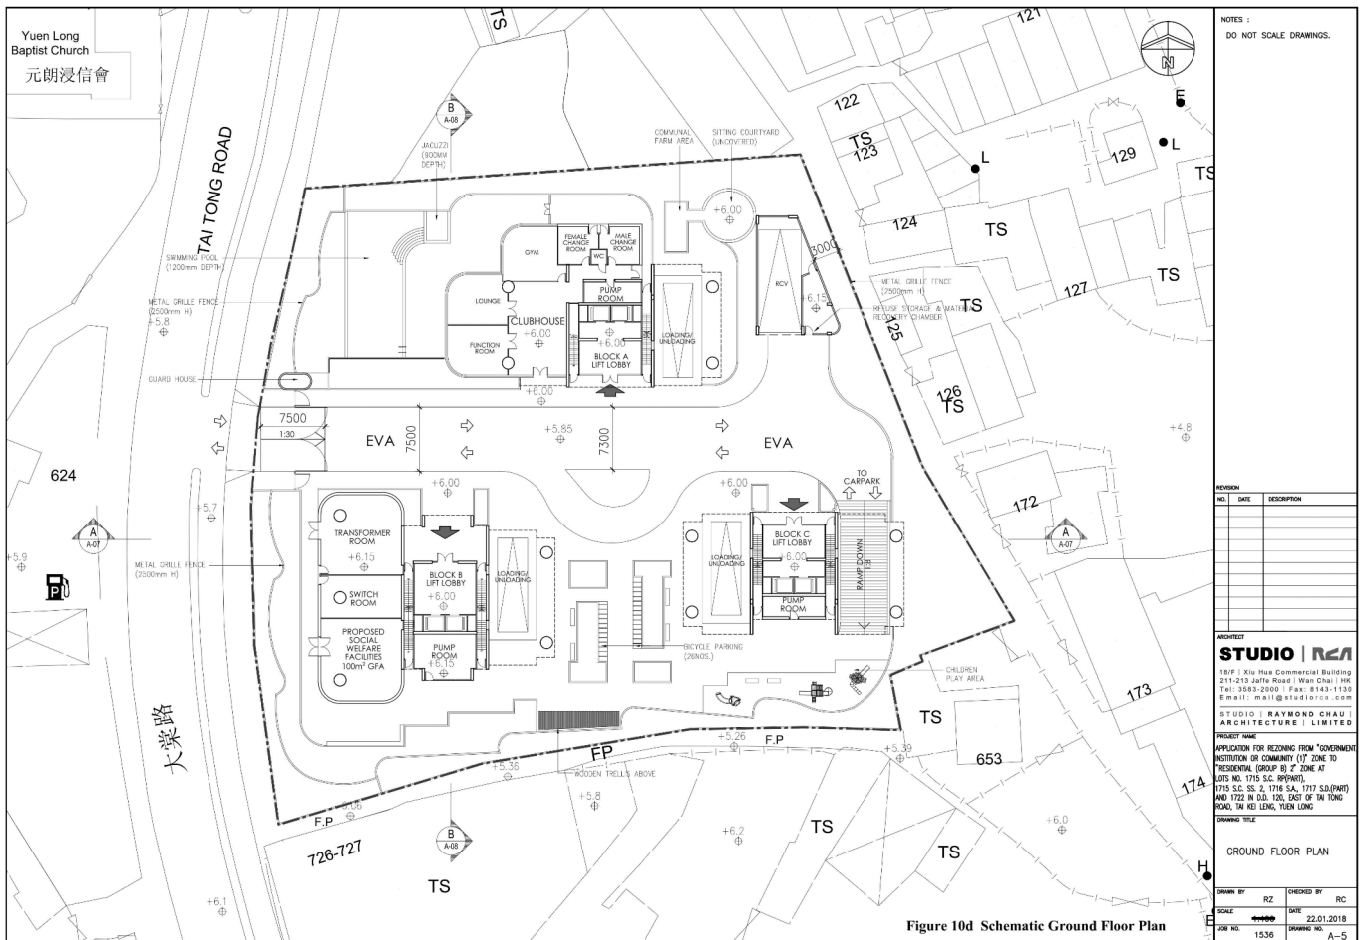 Yuen Long
Baptist Church
元朗浸信會
TAI TONG ROAD
大棠路
TS
121
122
TS
123
124
TS
129
TS
L
L
E
127
TS
TS
125
126
TS
+4.8
172
173
174
TS
653
TS
TS
TS
726-727
624
H
N
B
A-08
JACUZZI
(900MM
DEPTH)
COMMUNAL
FARM AREA
SITTING COURTYARD
(UNCOVERED)
+6.00
SWIMMING POOL
(1200mm DEPTH)
METAL GRILLE FENCE
(2500mm H)
+5.8
GUARD HOUSE
GYM
FEMALE
CHANGE
ROOM
MALE
CHANGE
ROOM
WC
PUMP
ROOM
LOUNGE
CLUBHOUSE
+6.00
FUNCTION
ROOM
+6.00
BLOCK A
LIFT LOBBY
LOADING/
UNLOADING
RCV
3000
+6.15
METAL GRILLE FENCE
(2500mm H)
REFUSE STORAGE & MATERIAL
RECOVERY CHAMBER
+6.00
7500
1:30
EVA
7500
+5.85
7300
EVA
+6.00
+6.00
TO
CARPARK
+5.7
A
A-07
+5.9
P
METAL GRILLE FENCE
(2500mm H)
TRANSFORMER
ROOM
+6.15
SWITCH
ROOM
PROPOSED
SOCIAL
WELFARE
FACILITIES
100m² GFA
BLOCK B
LIFT LOBBY
+6.00
PUMP
ROOM
+6.15
LOADING/
UNLOADING
LOADING/
UNLOADING
BLOCK C
LIFT LOBBY
+6.00
PUMP
ROOM
RAMP DOWN
A
A-07
BICYCLE PARKING
(26NOS.)
CHILDREN
PLAY AREA
F.P
+5.26
+5.39
FP
+5.36
WOODEN TRELLIS ABOVE
+5.8
F.P
B
A-08
+6.2
+6.0
+6.1
Figure 10d Schematic Ground Floor Plan
NOTES :
DO NOT SCALE DRAWINGS.
REVISION
NO. DATE DESCRIPTION
ARCHITECT
STUDIO | RCA
18/F | Xiu Hua Commercial Building
211-213 Jaffe Road | Wan Chai | HK
Tel: 3583-2000 | Fax: 8143-1130
Email: mail@studiorca.com
STUDIO | RAYMOND CHAU |
ARCHITECTURE | LIMITED
PROJECT NAME
APPLICATION FOR REZONING FROM "GOVERNMENT
INSTITUTION OR COMMUNITY (1)" ZONE TO
"RESIDENTIAL (GROUP B) 2" ZONE AT
LOTS NO. 1715 S.C. RP(PART),
1715 S.C. SS. 2, 1716 S.A., 1717 S.D.(PART)
AND 1722 IN D.D. 120, EAST OF TAI TONG
ROAD, TAI KEI LENG, YUEN LONG
DRAWING TITLE
GROUND FLOOR PLAN
DRAWN BY RZ CHECKED BY RC
SCALE DATE 22.01.2018
JOB NO. 1536 DRAWING NO. A-5